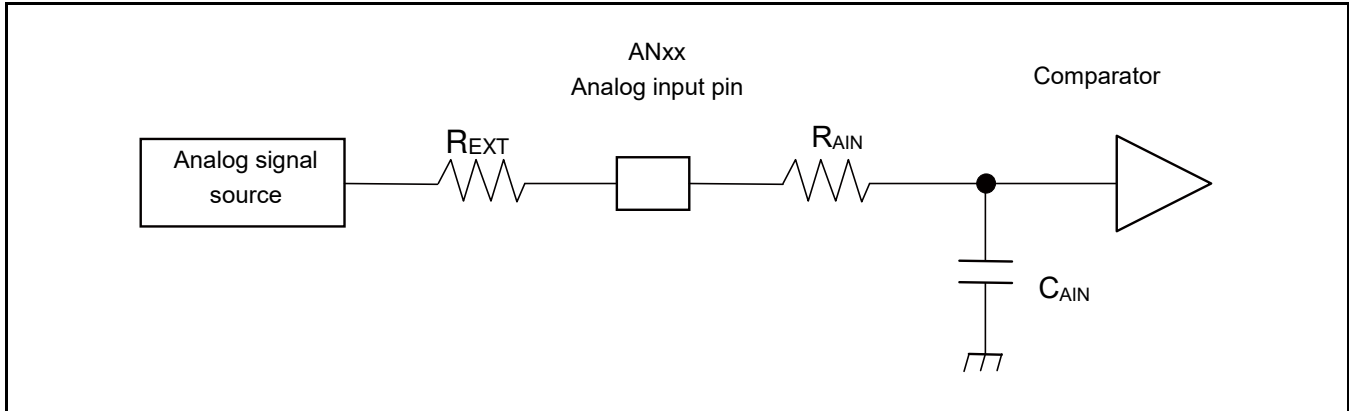 ANxx
Analog input pin
Comparator
Analog signal
source
REXT
RAIN
CAIN